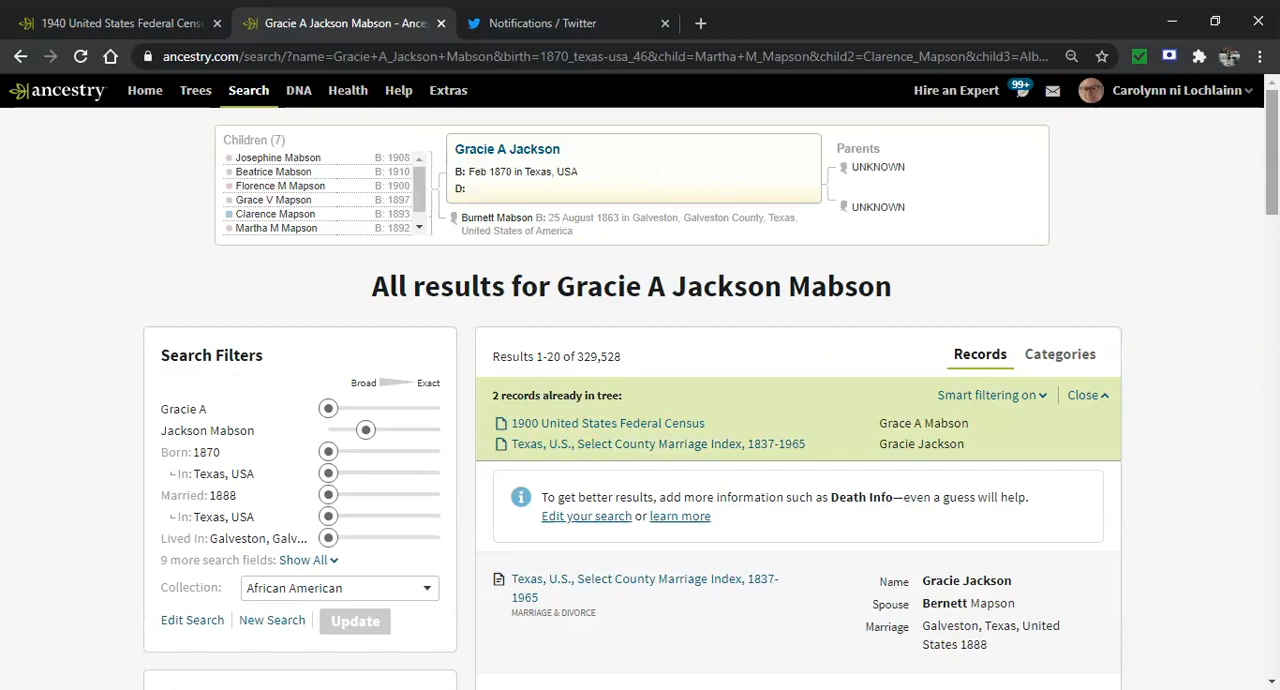 1940 United States Federal Censu
Gracie A Jackson Mabson - Ances
Notifications / Twitter
ancestry.com/search/?name=Gracie+A_Jackson+Mabson&birth=1870_texas-usa_46&child=Martha+M_Mapson&child2=Clarence_Mapson&child3=Alb...
ancestry Home Trees Search DNA Health Help Extras Hire an Expert 99+ Carolynn ni Lochlainn
Children (7)
Josephine Mabson B: 1908
Beatrice Mabson B: 1910
Florence M Mapson B: 1900
Grace V Mapson B: 1897
Clarence Mapson B: 1893
Martha M Mapson B: 1892
Gracie A Jackson
B: Feb 1870 in Texas, USA
D:
Burnett Mabson B: 25 August 1863 in Galveston, Galveston County, Texas,
United States of America
Parents
UNKNOWN
UNKNOWN
All results for Gracie A Jackson Mabson
Search Filters
Broad Exact
Gracie A
Jackson Mabson
Born: 1870
In: Texas, USA
Married: 1888
In: Texas, USA
Lived In: Galveston, Galv...
9 more search fields: Show All
Collection: African American
Edit Search New Search Update
Results 1-20 of 329,528
Records Categories
2 records already in tree: Smart filtering on Close
1900 United States Federal Census Grace A Mabson
Texas, U.S., Select County Marriage Index, 1837-1965 Gracie Jackson
To get better results, add more information such as Death Info—even a guess will help.
Edit your search or learn more
Texas, U.S., Select County Marriage Index, 1837-
1965
MARRIAGE & DIVORCE
Name Gracie Jackson
Spouse Bernett Mapson
Marriage Galveston, Texas, United
States 1888